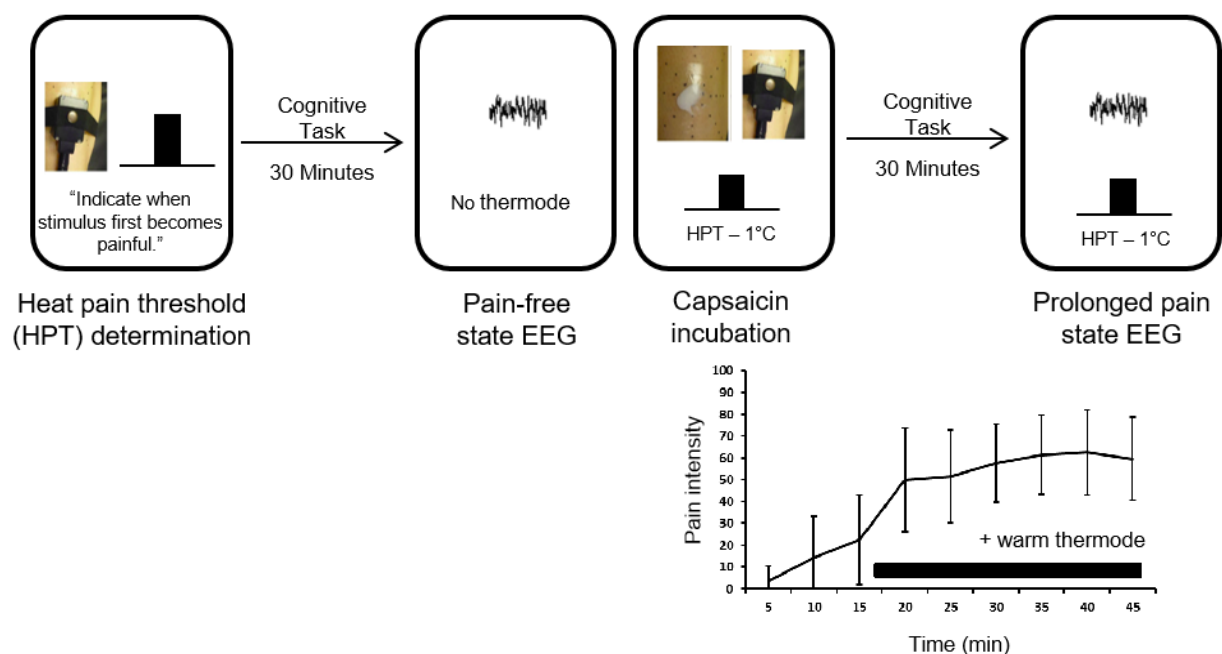 “Indicate when
stimulus first becomes
painful.”
Heat pain threshold
(HPT) determination
Cognitive
Task
30 Minutes
No thermode
Pain-free
state EEG
HPT – 1°C
Capsaicin
incubation
Cognitive
Task
30 Minutes
HPT – 1°C
Prolonged pain
state EEG
Pain intensity
100
90
80
70
60
50
40
30
20
10
0
+ warm thermode
5 10 15 20 25 30 35 40 45
Time (min)